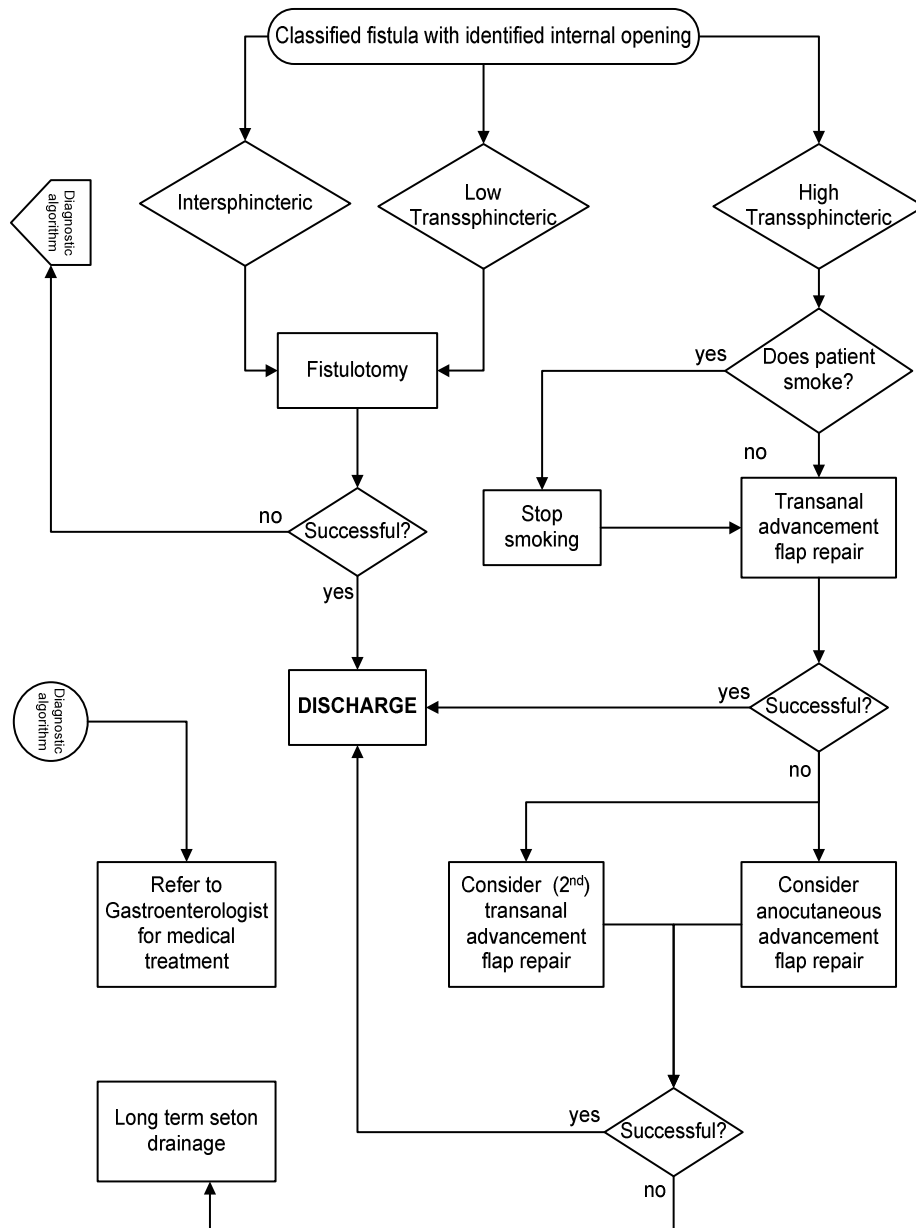 Classified fistula with identified internal opening
Intersphincteric
Low
Transsphincteric
High
Transsphincteric
Diagnostic
algorithm
Fistulotomy
yes
Does patient
smoke?
no
Stop
smoking
Transanal
advancement
flap repair
no
Successful?
yes
DISCHARGE
yes
Successful?
no
Diagnostic
algorithm
Refer to
Gastroenterologist
for medical
treatment
Consider (2nd)
transanal
advancement
flap repair
Consider
anocutaneous
advancement
flap repair
Long term seton
drainage
yes
Successful?
no